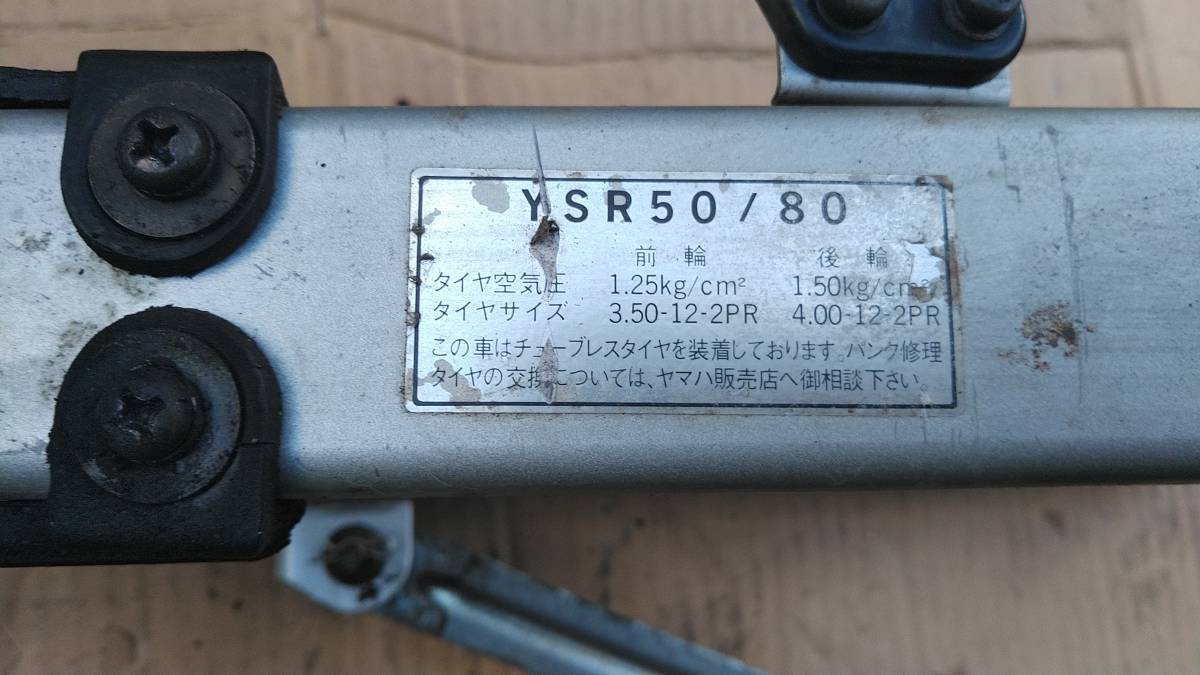 YSR50/80
前輪 後輪
タイヤ空気圧 1.25kg/cm² 1.50kg/cm²
タイヤサイズ 3.50-12-2PR 4.00-12-2PR
この車はチューブレスタイヤを装着しております。パンク修理
タイヤの交換については、ヤマハ販売店へ御相談下さい。